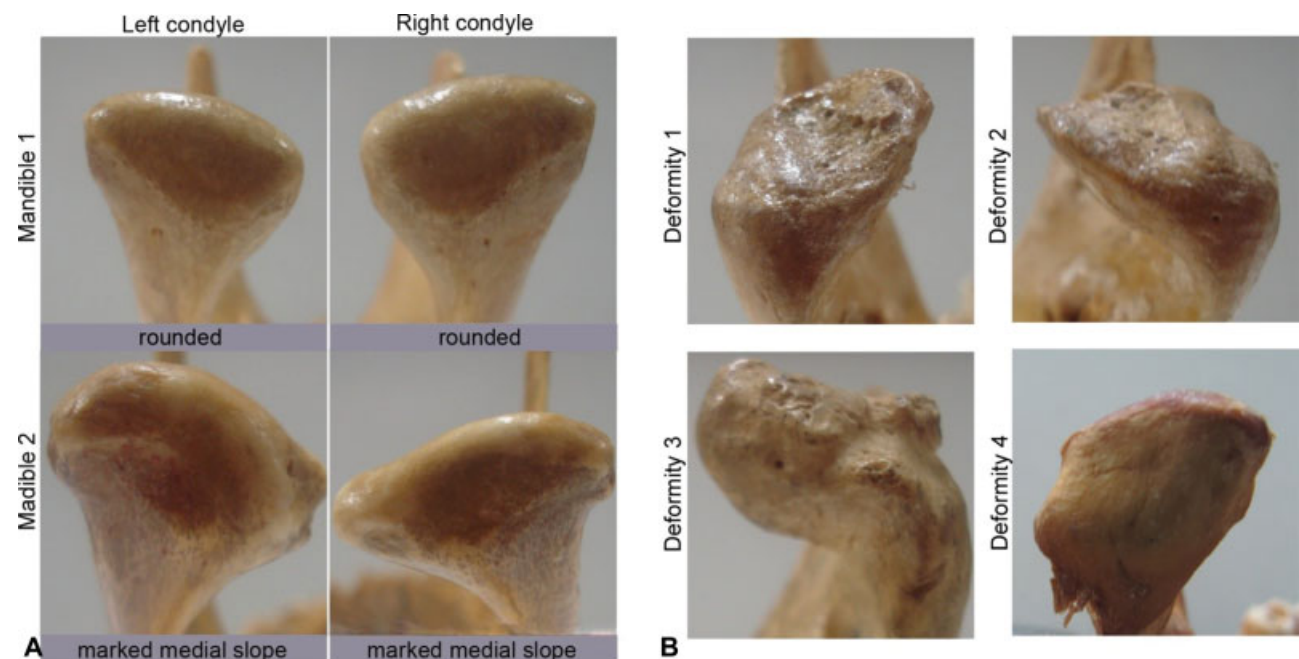 Left condyle
Right condyle
Mandible 1
rounded
rounded
Madible 2
marked medial slope
marked medial slope
A
Deformity 1
Deformity 2
Deformity 3
Deformity 4
B